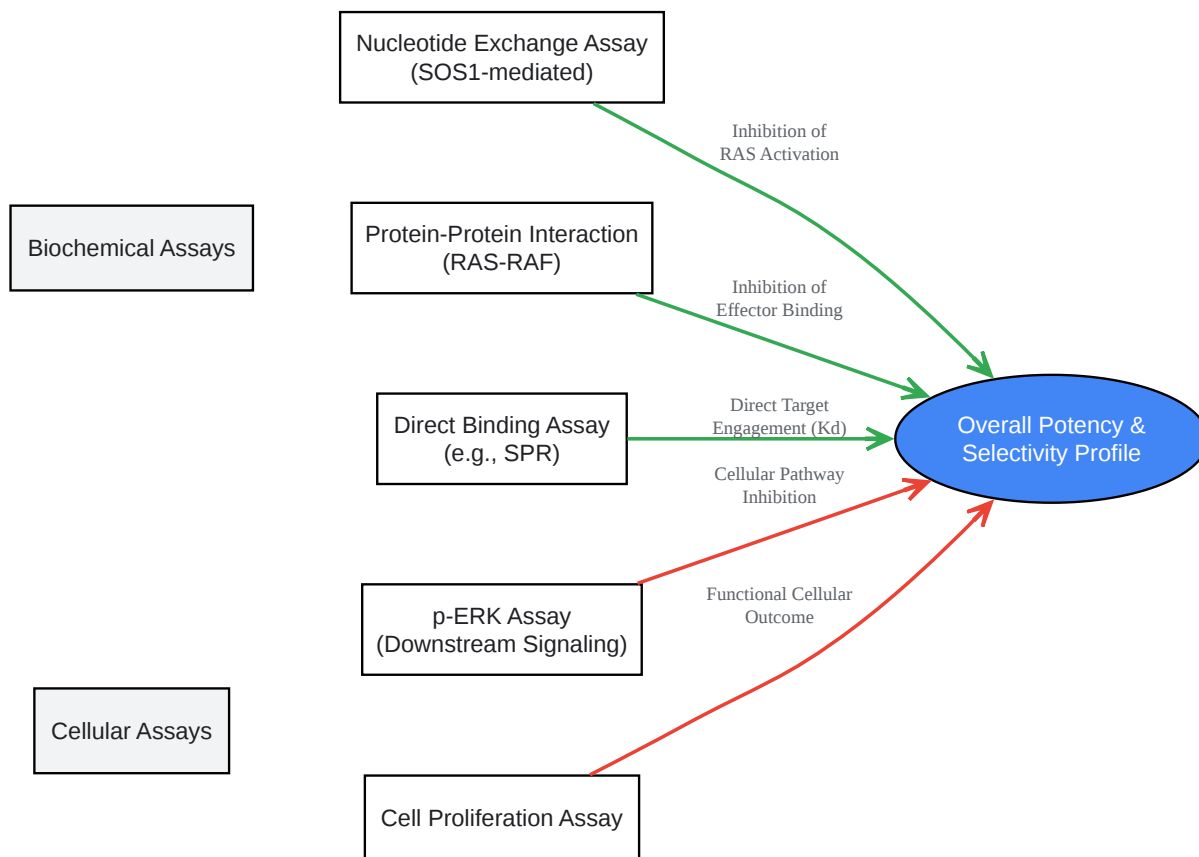 Nucleotide Exchange Assay
(SOS1-mediated)
Inhibition of
RAS Activation
Biochemical Assays
Protein-Protein Interaction
(RAS-RAF)
Inhibition of
Effector Binding
Direct Binding Assay
(e.g., SPR)
Direct Target
Engagement (Kd)
Overall Potency &
Selectivity Profile
Cellular Pathway
Inhibition
p-ERK Assay
(Downstream Signaling)
Functional Cellular
Outcome
Cellular Assays
Cell Proliferation Assay